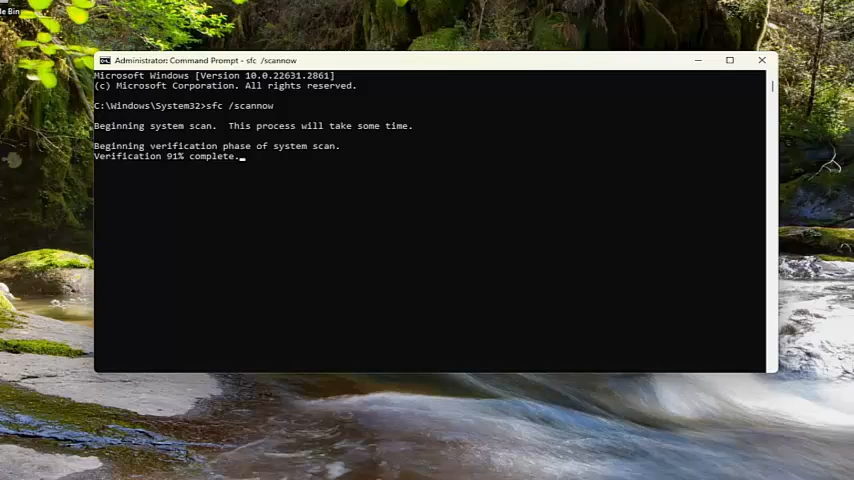 le Bin
Administrator: Command Prompt - sfc /scannow
Microsoft Windows [Version 10.0.22631.2861]
(c) Microsoft Corporation. All rights reserved.
C:\Windows\System32>sfc /scannow
Beginning system scan.  This process will take some time.
Beginning verification phase of system scan.
Verification 91% complete.